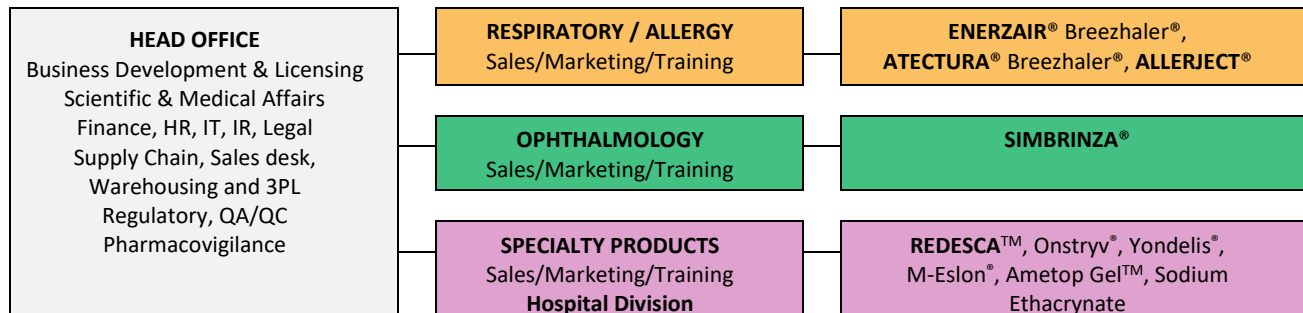 HEAD OFFICE
Business Development & Licensing
Scientific & Medical Affairs
Finance, HR, IT, IR, Legal
Supply Chain, Sales desk,
Warehousing and 3PL
Regulatory, QA/QC
Pharmacovigilance
RESPIRATORY / ALLERGY
Sales/Marketing/Training
ENERZAIR® Breezhaler®,
ATECTURA® Breezhaler®, ALLERJECT®
OPHTHALMOLOGY
Sales/Marketing/Training
SIMBRINZA®
SPECIALTY PRODUCTS
Sales/Marketing/Training
Hospital Division
REDESCA™, Onstryv®, Yondelis®,
M-Eslon®, Ametop Gel™, Sodium
Ethacrynate